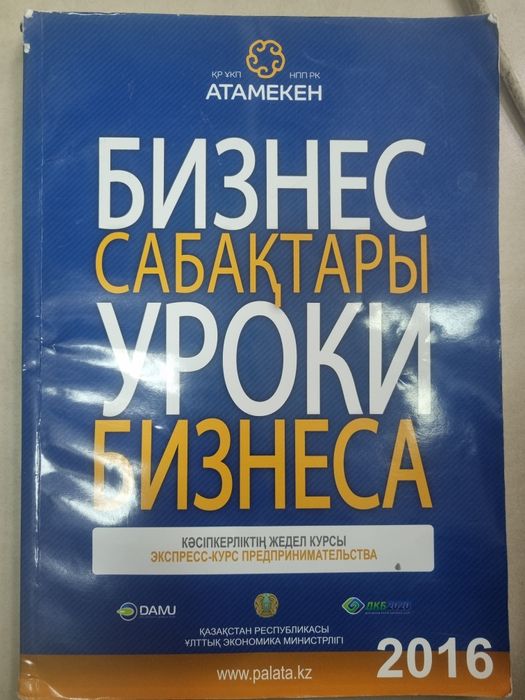 ҚР ҰКП НПП РК
АТАМЕКЕН
БИЗНЕС
САБАҚТАРЫ
УРОКИ
БИЗНЕСА
КӘСІПКЕРЛІКТІҢ ЖЕДЕЛ КУРСЫ
ЭКСПРЕСС-КУРС ПРЕДПРИНИМАТЕЛЬСТВА
DAMU
ДКБ2020
ҚАЗАҚСТАН РЕСПУБЛИКАСЫ
ҰЛТТЫҚ ЭКОНОМИКА МИНИСТРЛІГІ
www.palata.kz
2016